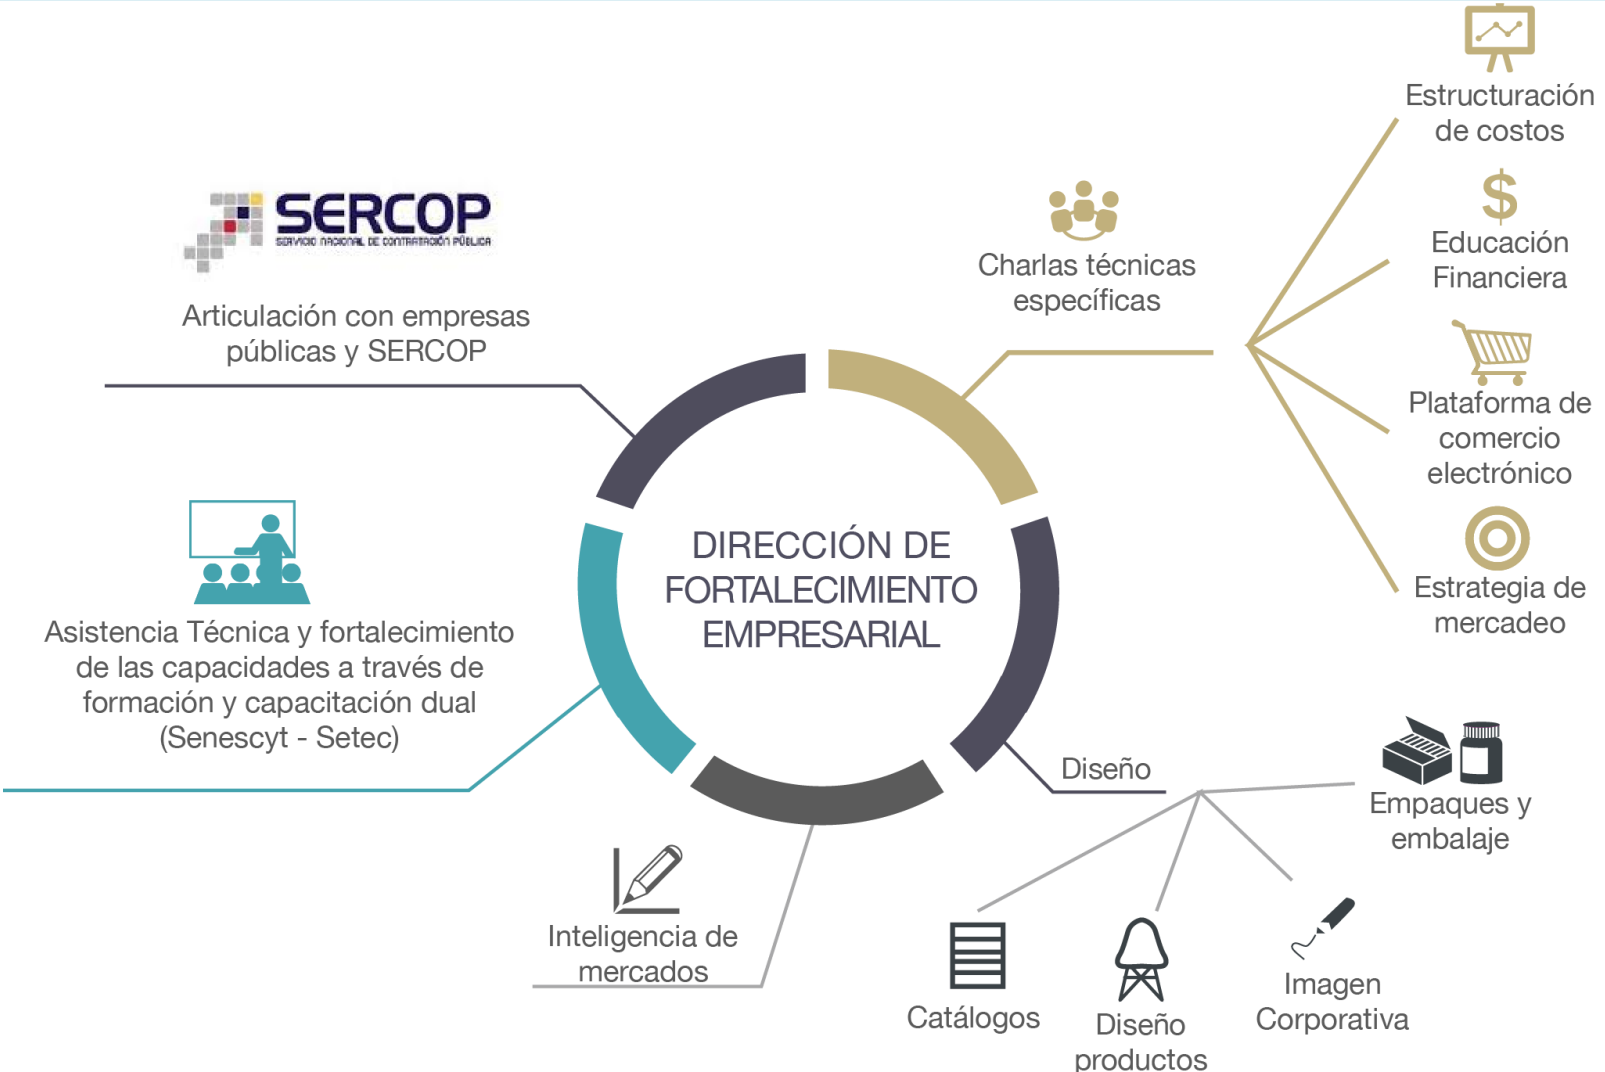 SERCOP
SERVICIO NACIONAL DE CONTRATACIÓN PÚBLICA
Articulación con empresas
públicas y SERCOP
Asistencia Técnica y fortalecimiento
de las capacidades a través de
formación y capacitación dual
(Senescyt - Setec)
DIRECCIÓN DE
FORTALECIMIENTO
EMPRESARIAL
Charlas técnicas
específicas
Estructuración
de costos
$
Educación
Financiera
Plataforma de
comercio
electrónico
Estrategia de
mercadeo
Diseño
Empaques y
embalaje
Imagen
Corporativa
Diseño
productos
Catálogos
Inteligencia de
mercados